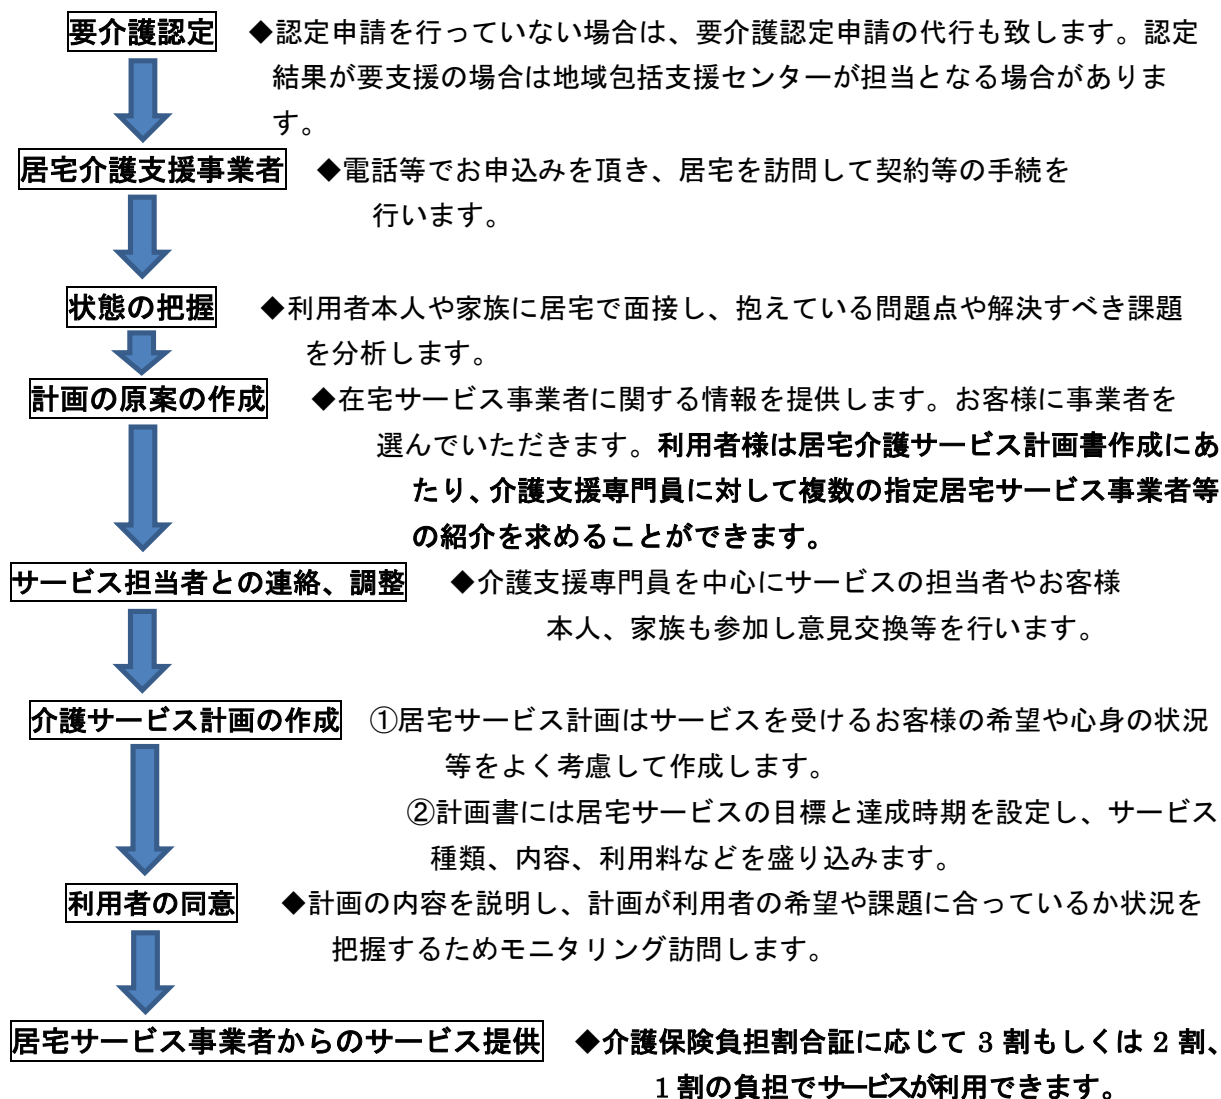 要介護認定 ◆認定申請を行っていない場合は、要介護認定申請の代行も致します。認定
結果が要支援の場合は地域包括支援センターが担当となる場合がありま
す。
居宅介護支援事業者 ◆電話等でお申込みを頂き、居宅を訪問して契約等の手続を
行います。
状態の把握 ◆利用者本人や家族に居宅で面接し、抱えている問題点や解決すべき課題
を分析します。
計画の原案の作成 ◆在宅サービス事業者に関する情報を提供します。お客様に事業者を
選んでいただきます。利用者様は居宅介護サービス計画書作成にあ
たり、介護支援専門員に対して複数の指定居宅サービス事業者等
の紹介を求めることができます。
サービス担当者との連絡、調整 ◆介護支援専門員を中心にサービスの担当者やお客様
本人、家族も参加し意見交換等を行います。
介護サービス計画の作成 ①居宅サービス計画はサービスを受けるお客様の希望や心身の状況
等をよく考慮して作成します。
②計画書には居宅サービスの目標と達成時期を設定し、サービス
種類、内容、利用料などを盛り込みます。
利用者の同意 ◆計画の内容を説明し、計画が利用者の希望や課題に合っているか状況を
把握するためモニタリング訪問します。
居宅サービス事業者からのサービス提供 ◆介護保険負担割合証に応じて 3 割もしくは 2 割、
1 割の負担でサービスが利用できます。